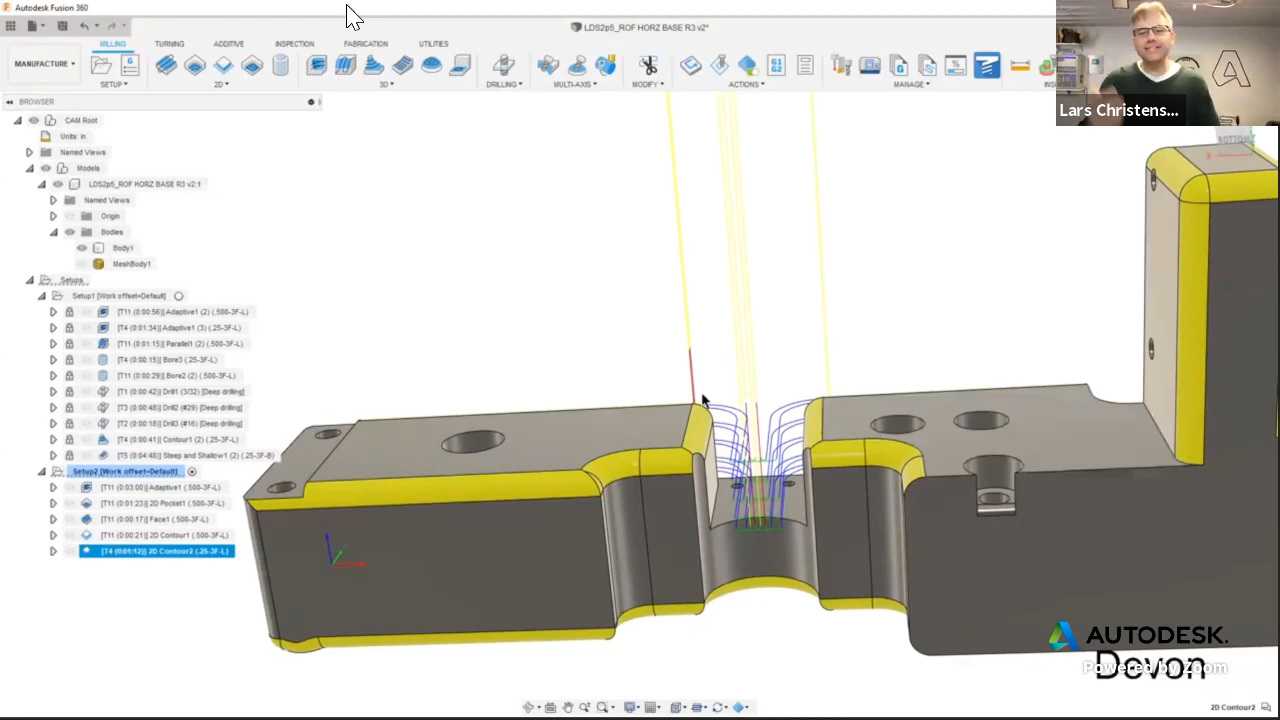 Autodesk Fusion 360
LDS2p5_ROF HORZ BASE R3 v2*
MILLING TURNING ADDITIVE INSPECTION FABRICATION UTILITIES
MANUFACTURE
SETUP 2D 3D DRILLING MULTI-AXIS MODIFY ACTIONS MANAGE
BROWSER
CAM Root
Units: in
Named Views
Models
LDS2p5_ROF HORZ BASE R3 v2:1
Named Views
Origin
Bodies
Body1
MeshBody1
Setups
Setup1 [Work offset=Default]
[T11 (0:00:56)] Adaptive1 (2) (.500-3F-L)
[T4 (0:01:34)] Adaptive1 (3) (.25-3F-L)
[T11 (0:01:15)] Parallel1 (2) (.500-3F-L)
[T4 (0:00:15)] Bore3 (.25-3F-L)
[T11 (0:00:29)] Bore2 (2) (.500-3F-L)
[T1 (0:00:42)] Drill1 (3/32) [Deep drilling]
[T3 (0:00:48)] Drill2 (#29) [Deep drilling]
[T2 (0:00:18)] Drill3 (#16) [Deep drilling]
[T4 (0:00:41)] Contour1 (2) (.25-3F-L)
[T5 (0:04:48)] Steep and Shallow1 (2) (.25-3F-B)
Setup2 [Work offset=Default]
[T11 (0:03:00)] Adaptive1 (.500-3F-L)
[T11 (0:01:23)] 2D Pocket1 (.500-3F-L)
[T11 (0:00:17)] Face1 (.500-3F-L)
[T11 (0:00:21)] 2D Contour1 (.500-3F-L)
[T4 (0:01:12)] 2D Contour2 (.25-3F-L)
Lars Christens...
BOTTOM
AUTODESK.
Devon
Powered by Zoom
2D Contour2